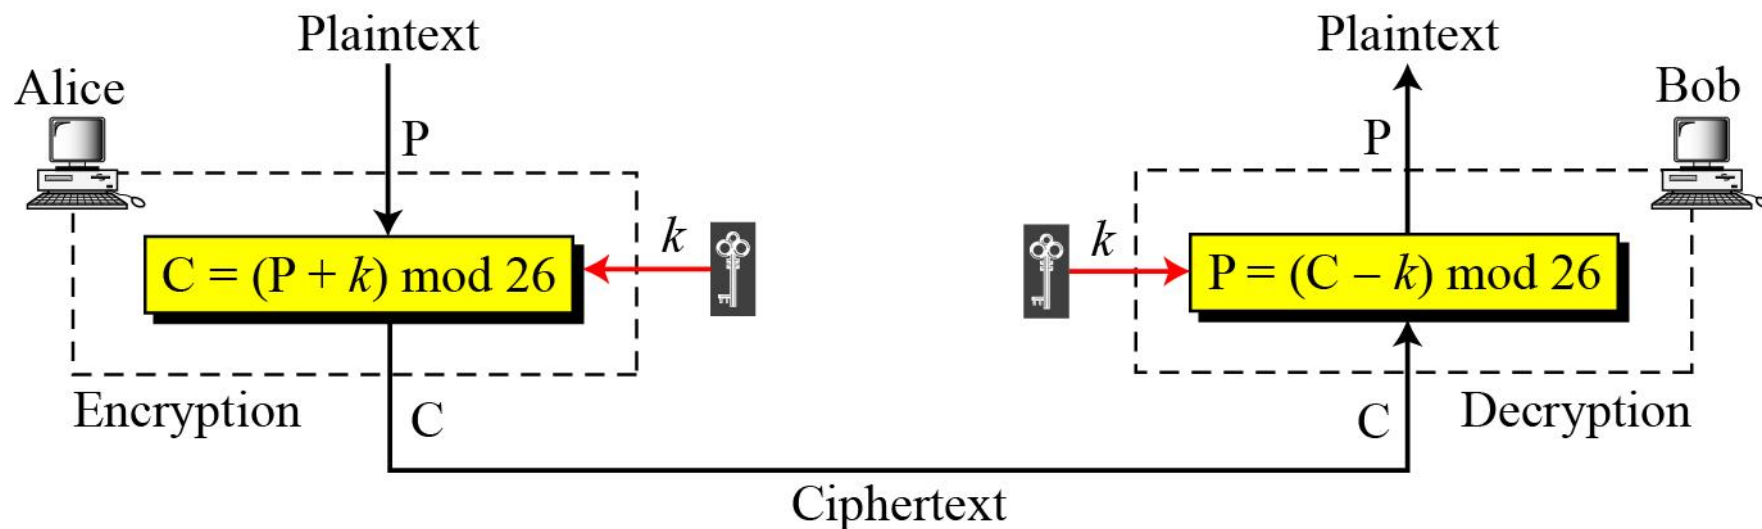 Plaintext
Plaintext
Alice
Bob
P
P
k
k
C = (P + k) mod 26
P = (C – k) mod 26
Encryption
C
C
Decryption
Ciphertext